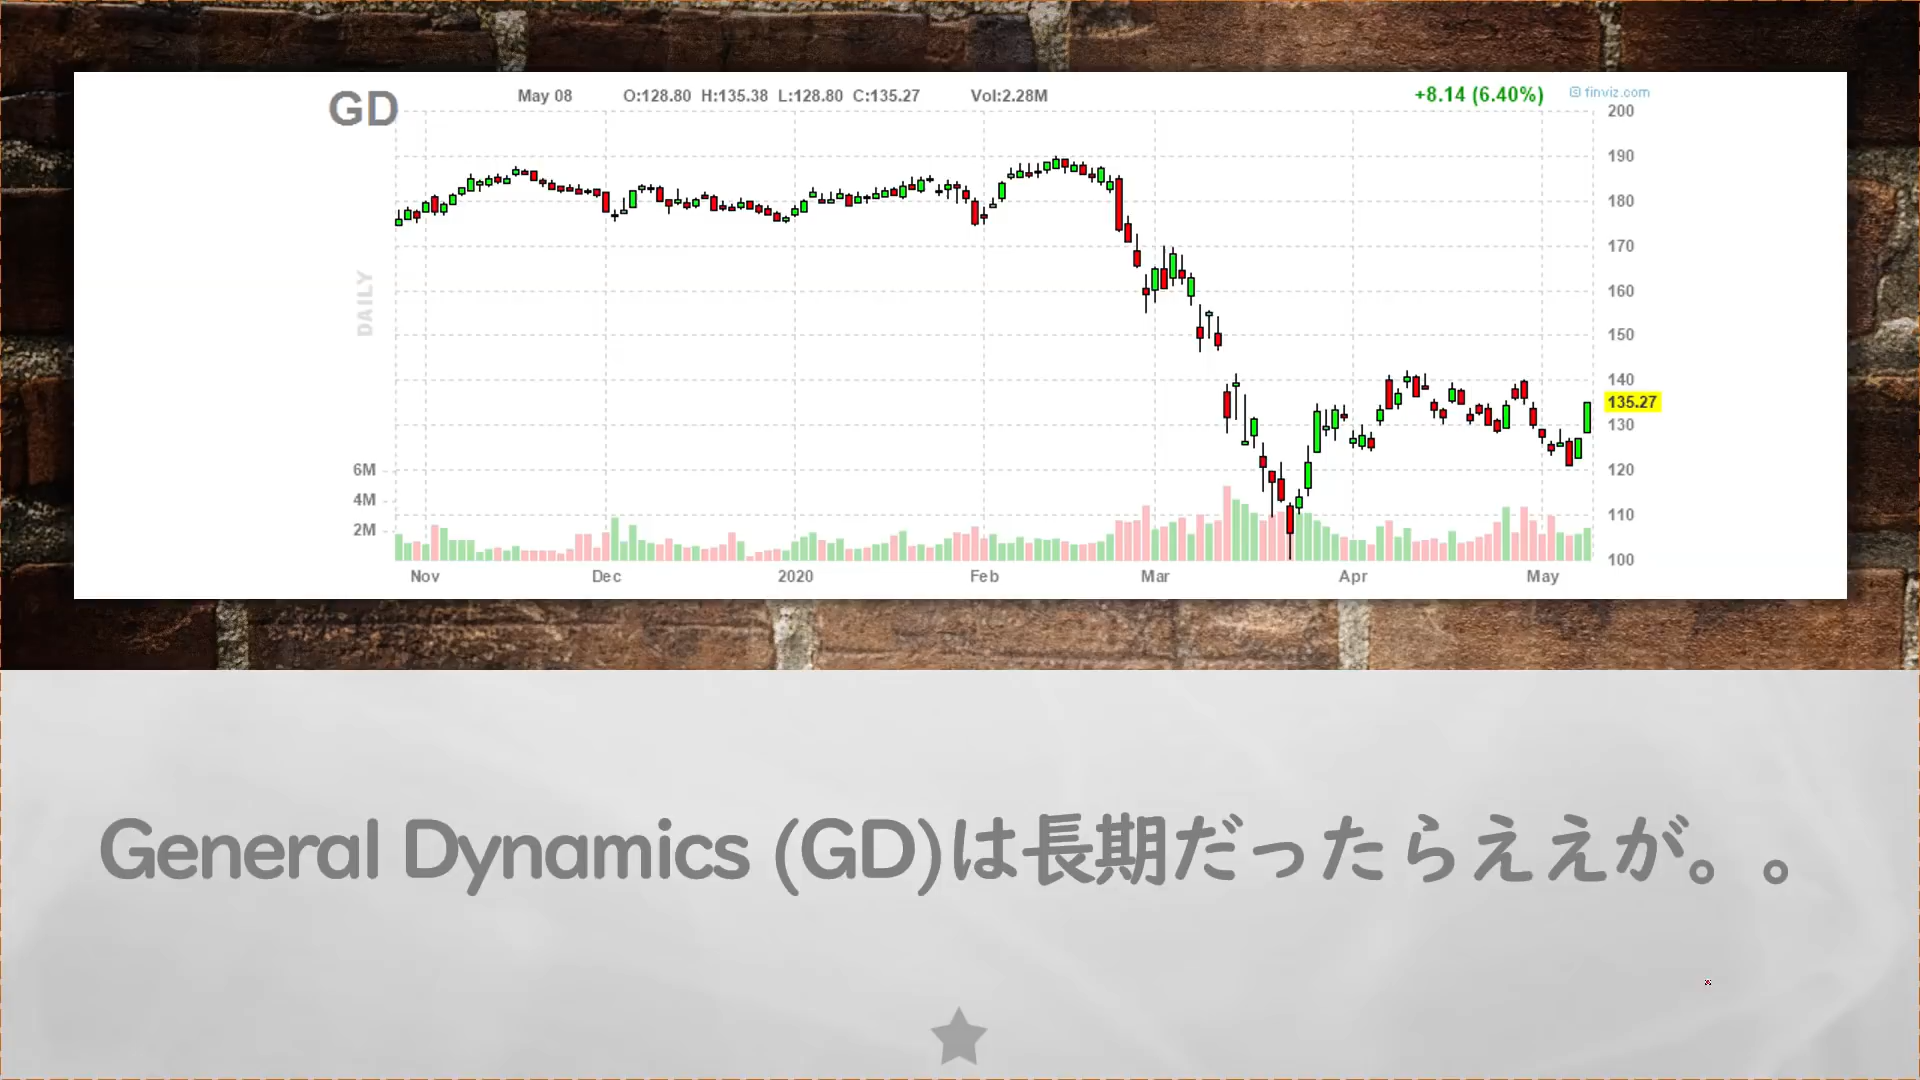 GD
May 08 O:128.80 H:135.38 L:128.80 C:135.27 Vol:2.28M +8.14 (6.40%) © finviz.com
200
190
180
170
DAILY
160
150
140
135.27
130
6M 120
4M
110
2M
100
Nov Dec 2020 Feb Mar Apr May
General Dynamics (GD)は長期だったらええが。。